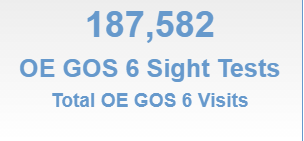 187,582
OE GOS 6 Sight Tests
Total OE GOS 6 Visits